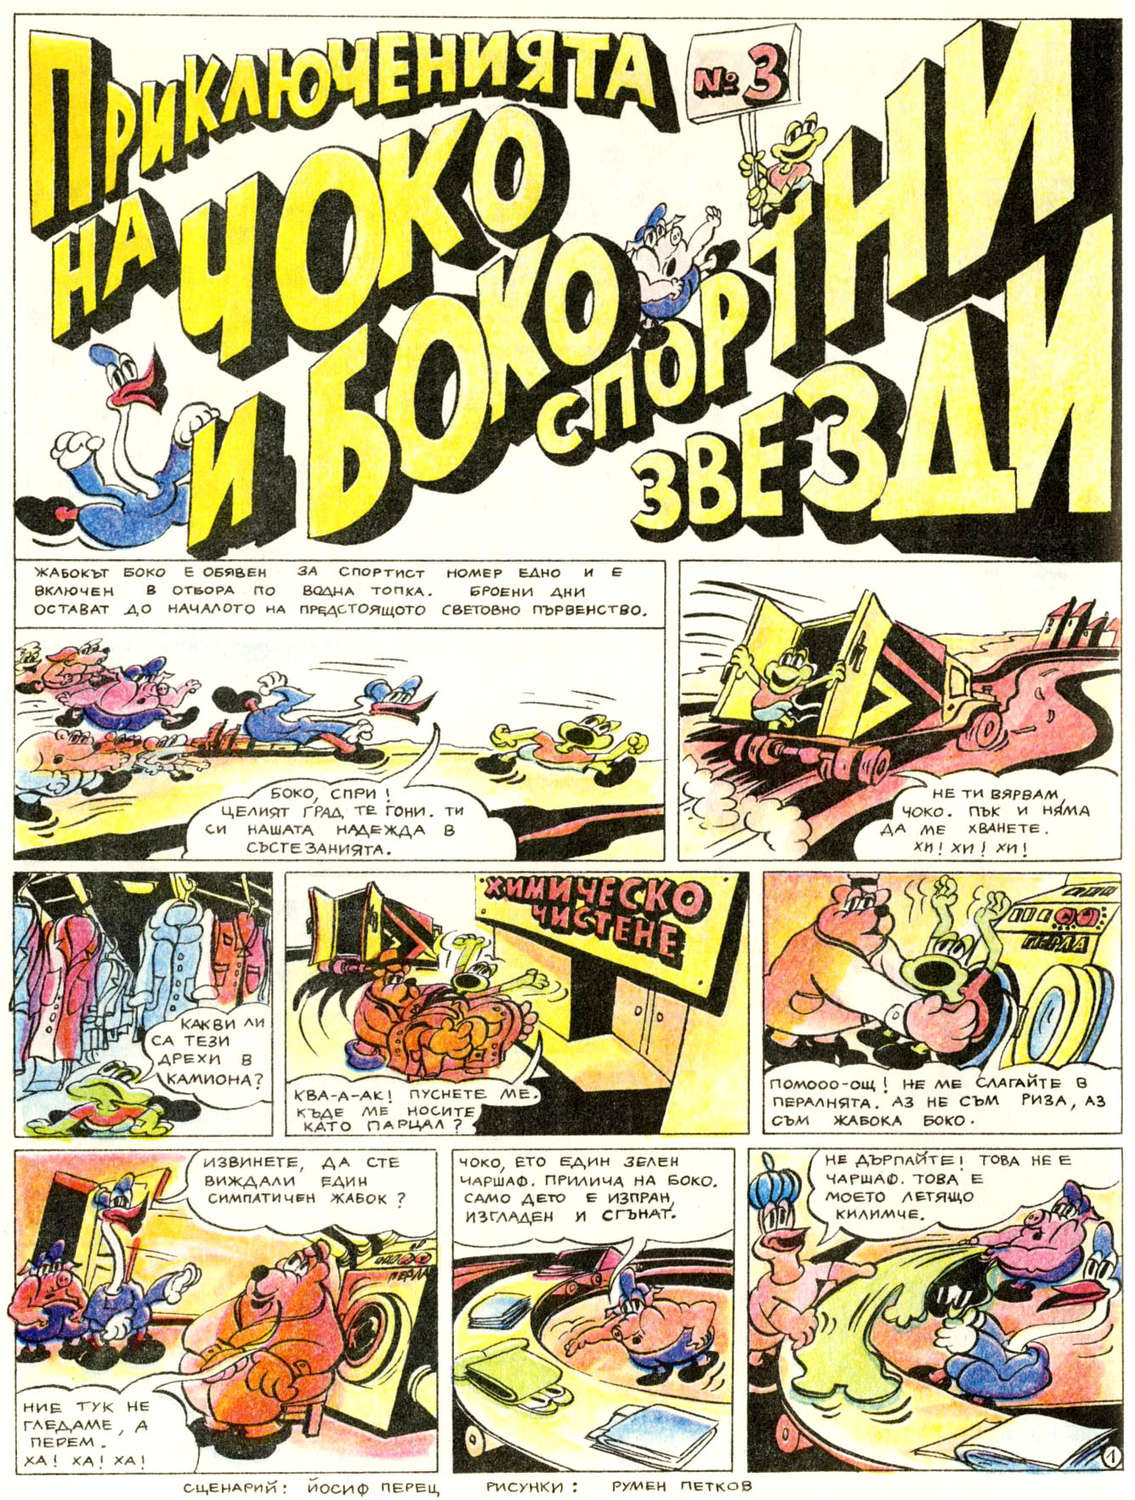 ПРИКЛЮЧЕНИЯТА
НА ЧОКО
И БОКО
СПОРТНИ
ЗВЕЗДИ
№ 3
ЖАБОКЪТ БОКО Е ОБЯВЕН ЗА СПОРТИСТ НОМЕР ЕДНО И Е
ВКЛЮЧЕН В ОТБОРА ПО ВОДНА ТОПКА. БРОЕНИ ДНИ
ОСТАВАТ ДО НАЧАЛОТО НА ПРЕДСТОЯЩОТО СВЕТОВНО ПЪРВЕНСТВО.
БОКО, СПРИ!
ЦЕЛИЯТ ГРАД ТЕ ГОНИ. ТИ
СИ НАШАТА НАДЕЖДА В
СЪСТЕЗАНИЯТА.
НЕ ТИ ВЯРВАМ,
ЧОКО. ПЪК И НЯМА
ДА МЕ ХВАНЕТЕ.
ХИ! ХИ! ХИ!
КАКВИ ЛИ
СА ТЕЗИ
ДРЕХИ В
КАМИОНА?
ХИМИЧЕСКО
ЧИСТЕНЕ
КВА-А-АК! ПУСНЕТЕ МЕ.
КЪДЕ МЕ НОСИТЕ
КАТО ПАРЦАЛ?
ПЕРЛА
ПОМООО-ОЩ! НЕ МЕ СЛАГАЙТЕ В
ПЕРАЛНЯТА. АЗ НЕ СЪМ РИЗА, АЗ
СЪМ ЖАБОКА БОКО.
ИЗВИНЕТЕ, ДА СТЕ
ВИЖДАЛИ ЕДИН
СИМПАТИЧЕН ЖАБОК?
ПЕРЛА
НИЕ ТУК НЕ
ГЛЕДАМЕ, А
ПЕРЕМ.
ХА! ХА! ХА!
ЧОКО, ЕТО ЕДИН ЗЕЛЕН
ЧАРШАФ. ПРИЛИЧА НА БОКО.
САМО ДЕТО Е ИЗПРАН,
ИЗГЛАДЕН И СГЪНАТ.
НЕ ДЪРПАЙТЕ! ТОВА НЕ Е
ЧАРШАФ. ТОВА Е
МОЕТО ЛЕТЯЩО
КИЛИМЧЕ.
1
СЦЕНАРИЙ: ЙОСИФ ПЕРЕЦ РИСУНКИ: РУМЕН ПЕТКОВ